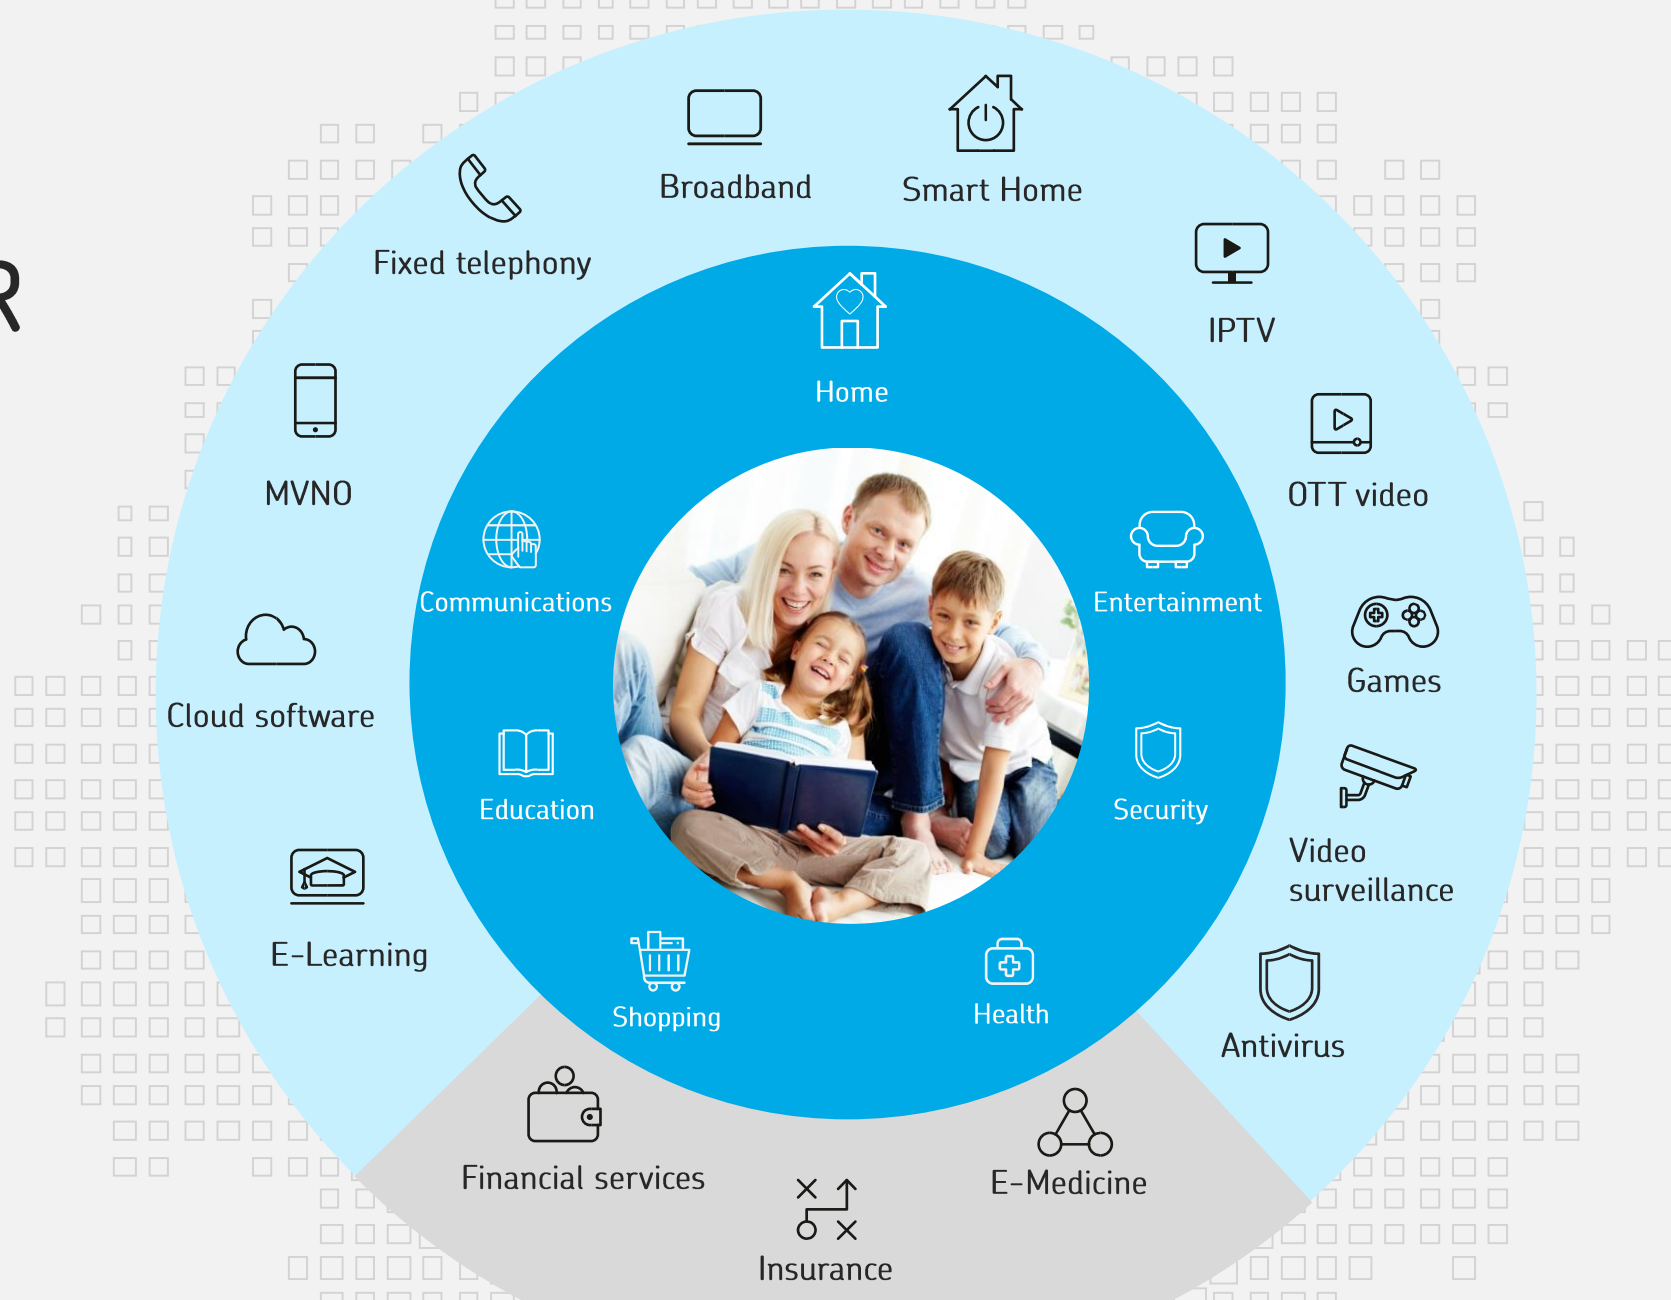 R
Broadband
Smart Home
Fixed telephony
IPTV
Home
MVNO
OTT video
Communications
Entertainment
Games
Cloud software
Education
Security
Video
surveillance
E-Learning
Shopping
Health
Antivirus
Financial services
E-Medicine
Insurance